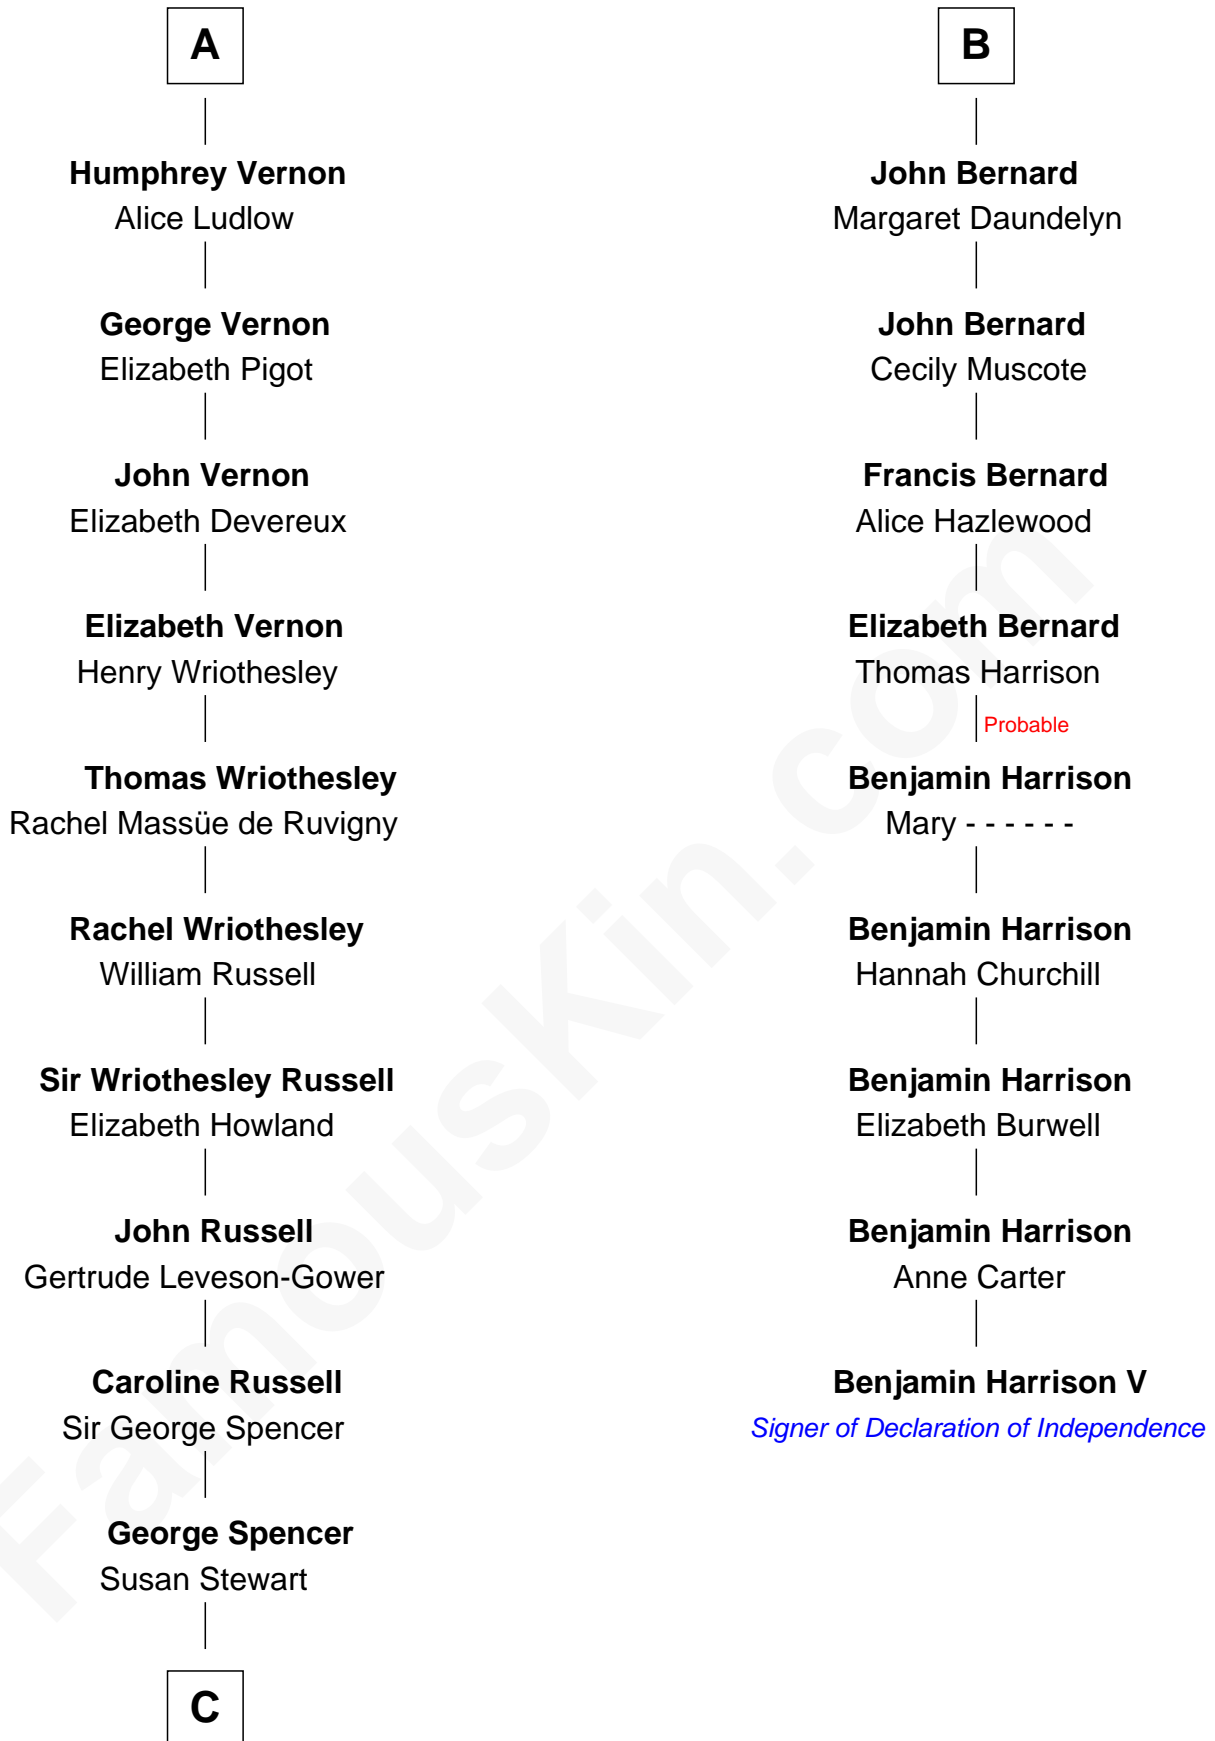 A
Humphrey Vernon
Alice Ludlow
George Vernon
Elizabeth Pigot
John Vernon
Elizabeth Devereux
Elizabeth Vernon
Henry Wriothesley
Thomas Wriothesley
Rachel Massüe de Ruvigny
Rachel Wriothesley
William Russell
Sir Wriothesley Russell
Elizabeth Howland
John Russell
Gertrude Leveson-Gower
Caroline Russell
Sir George Spencer
George Spencer
Susan Stewart
C
B
John Bernard
Margaret Daundelyn
John Bernard
Cecily Muscote
Francis Bernard
Alice Hazlewood
Elizabeth Bernard
Thomas Harrison
Probable
Benjamin Harrison
Mary - - - - - -
Benjamin Harrison
Hannah Churchill
Benjamin Harrison
Elizabeth Burwell
Benjamin Harrison
Anne Carter
Benjamin Harrison V
Signer of Declaration of Independence
FamousKin.com